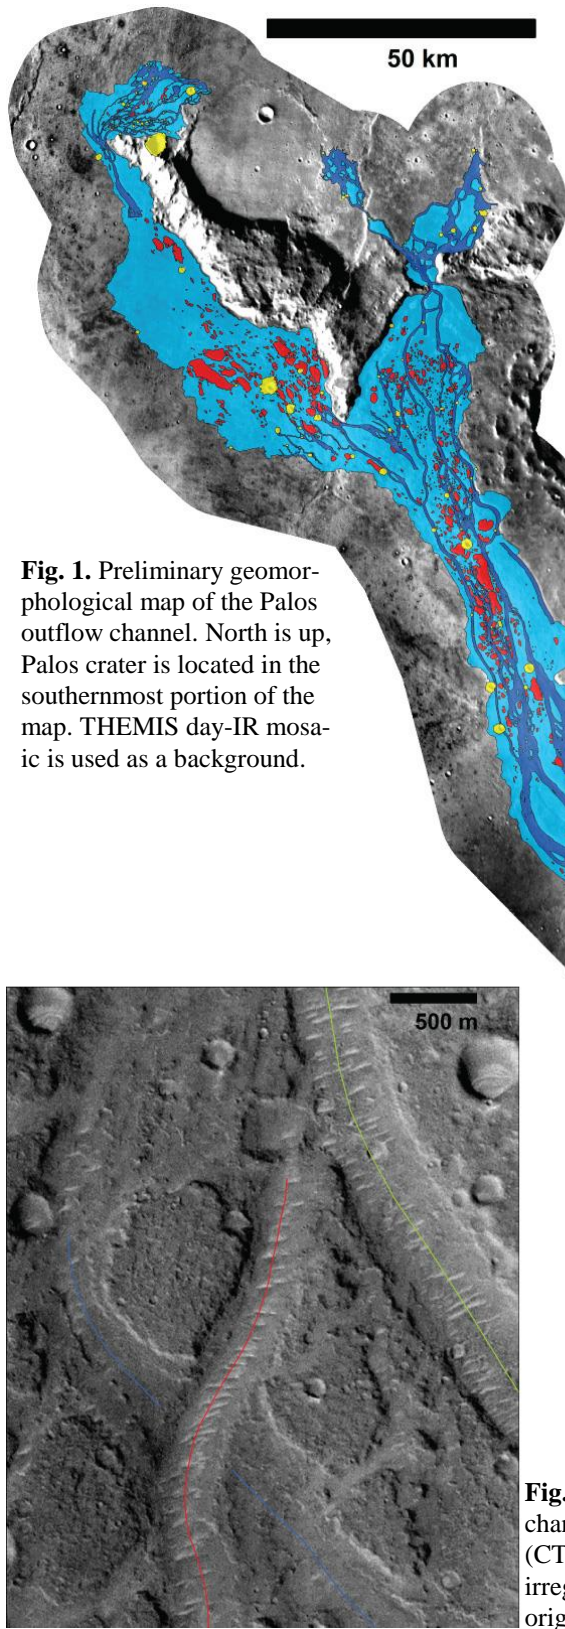 50 km
Fig. 1. Preliminary geomor-
phological map of the Palos
outflow channel. North is up,
Palos crater is located in the
southernmost portion of the
map. THEMIS day-IR mosa-
ic is used as a background.
500 m
Fig.
char
(CT
irreg
orig